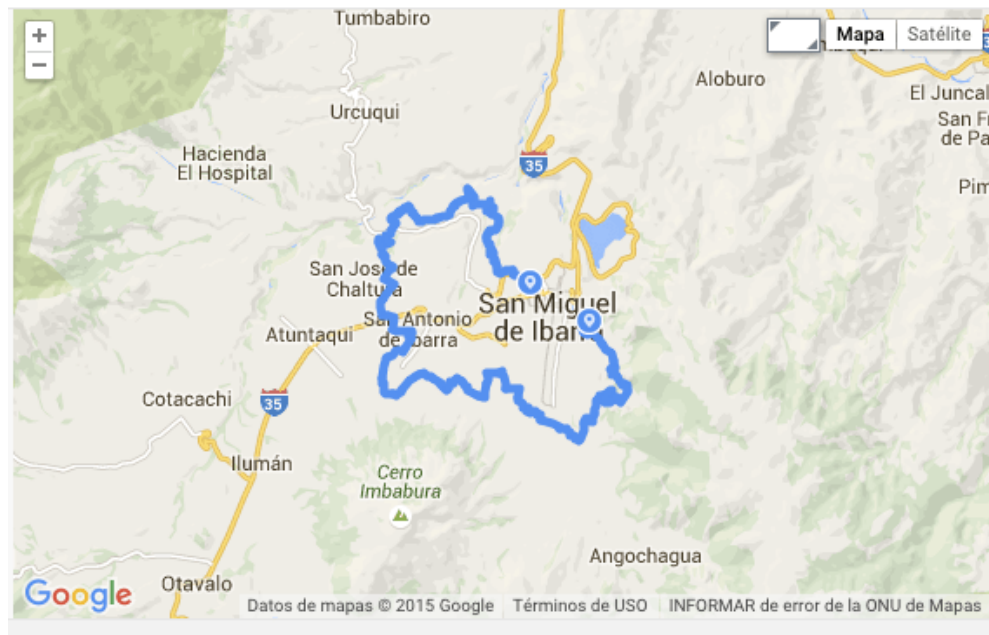 Tumbabiro
+
−
Mapa
Satélite
Aloburo
El Juncal
Urcuqui
San Fr
de Pa
35
Hacienda
El Hospital
Pim
San José de
Chaltura
San Miguel
de Ibarra
San Antonio
de Ibarra
Atuntaqui
Cotacachi
35
Ilumán
Cerro
Imbabura
Angochagua
Otavalo
Google
Datos de mapas © 2015 Google
Términos de USO
INFORMAR de error de la ONU de Mapas